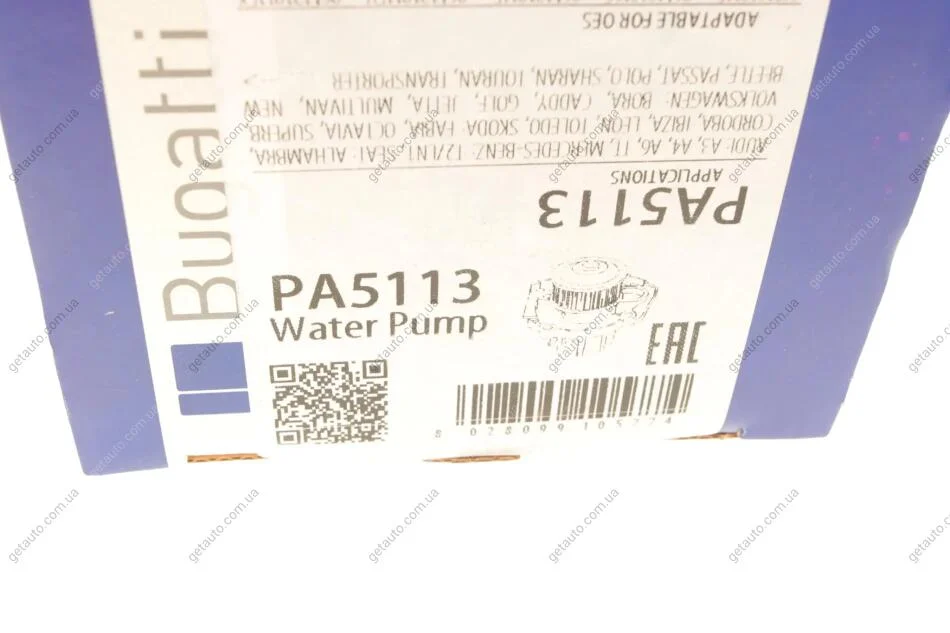 Bugatti
PA5113
Water Pump
EAC
8 028099 105224
PA5113
APPLICATIONS
AUDI: A3, A4, A6, TT, MERCEDES-BENZ: T2/LN1, SEAT: ALHAMBRA,
CORDOBA, IBIZA, LEON, TOLEDO, SKODA: FABIA, OCTAVIA, SUPERB
VOLKSWAGEN: BORA, CADDY, GOLF, JETTA, MULTIVAN, NEW
BEETLE, PASSAT, POLO, SHARAN, TOURAN, TRANSPORTER
ADAPTABLE FOR OES
getauto.com.ua